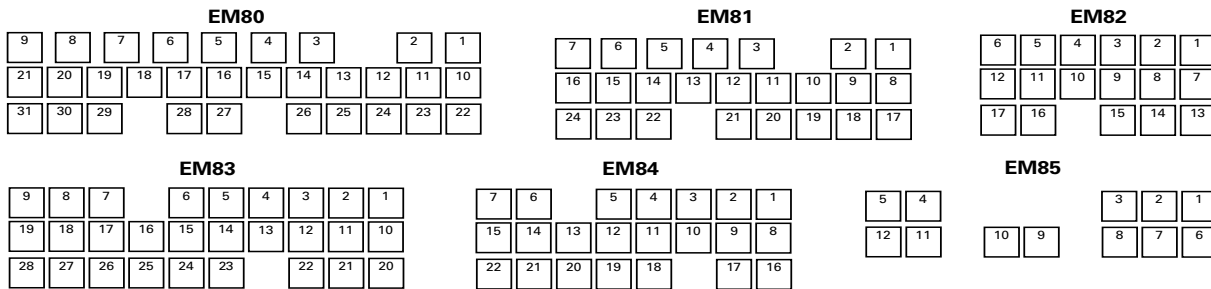 EM80 EM81 EM82
9 8 7 6 5 4 3 2 1 7 6 5 4 3 2 1 6 5 4 3 2 1
21 20 19 18 17 16 15 14 13 12 11 10 16 15 14 13 12 11 10 9 8 12 11 10 9 8 7
31 30 29 28 27 26 25 24 23 22 24 23 22 21 20 19 18 17 17 16 15 14 13
EM83 EM84 EM85
9 8 7 6 5 4 3 2 1 7 6 5 4 3 2 1 5 4 3 2 1
19 18 17 16 15 14 13 12 11 10 15 14 13 12 11 10 9 8 12 11 10 9 8 7 6
28 27 26 25 24 23 22 21 20 22 21 20 19 18 17 16